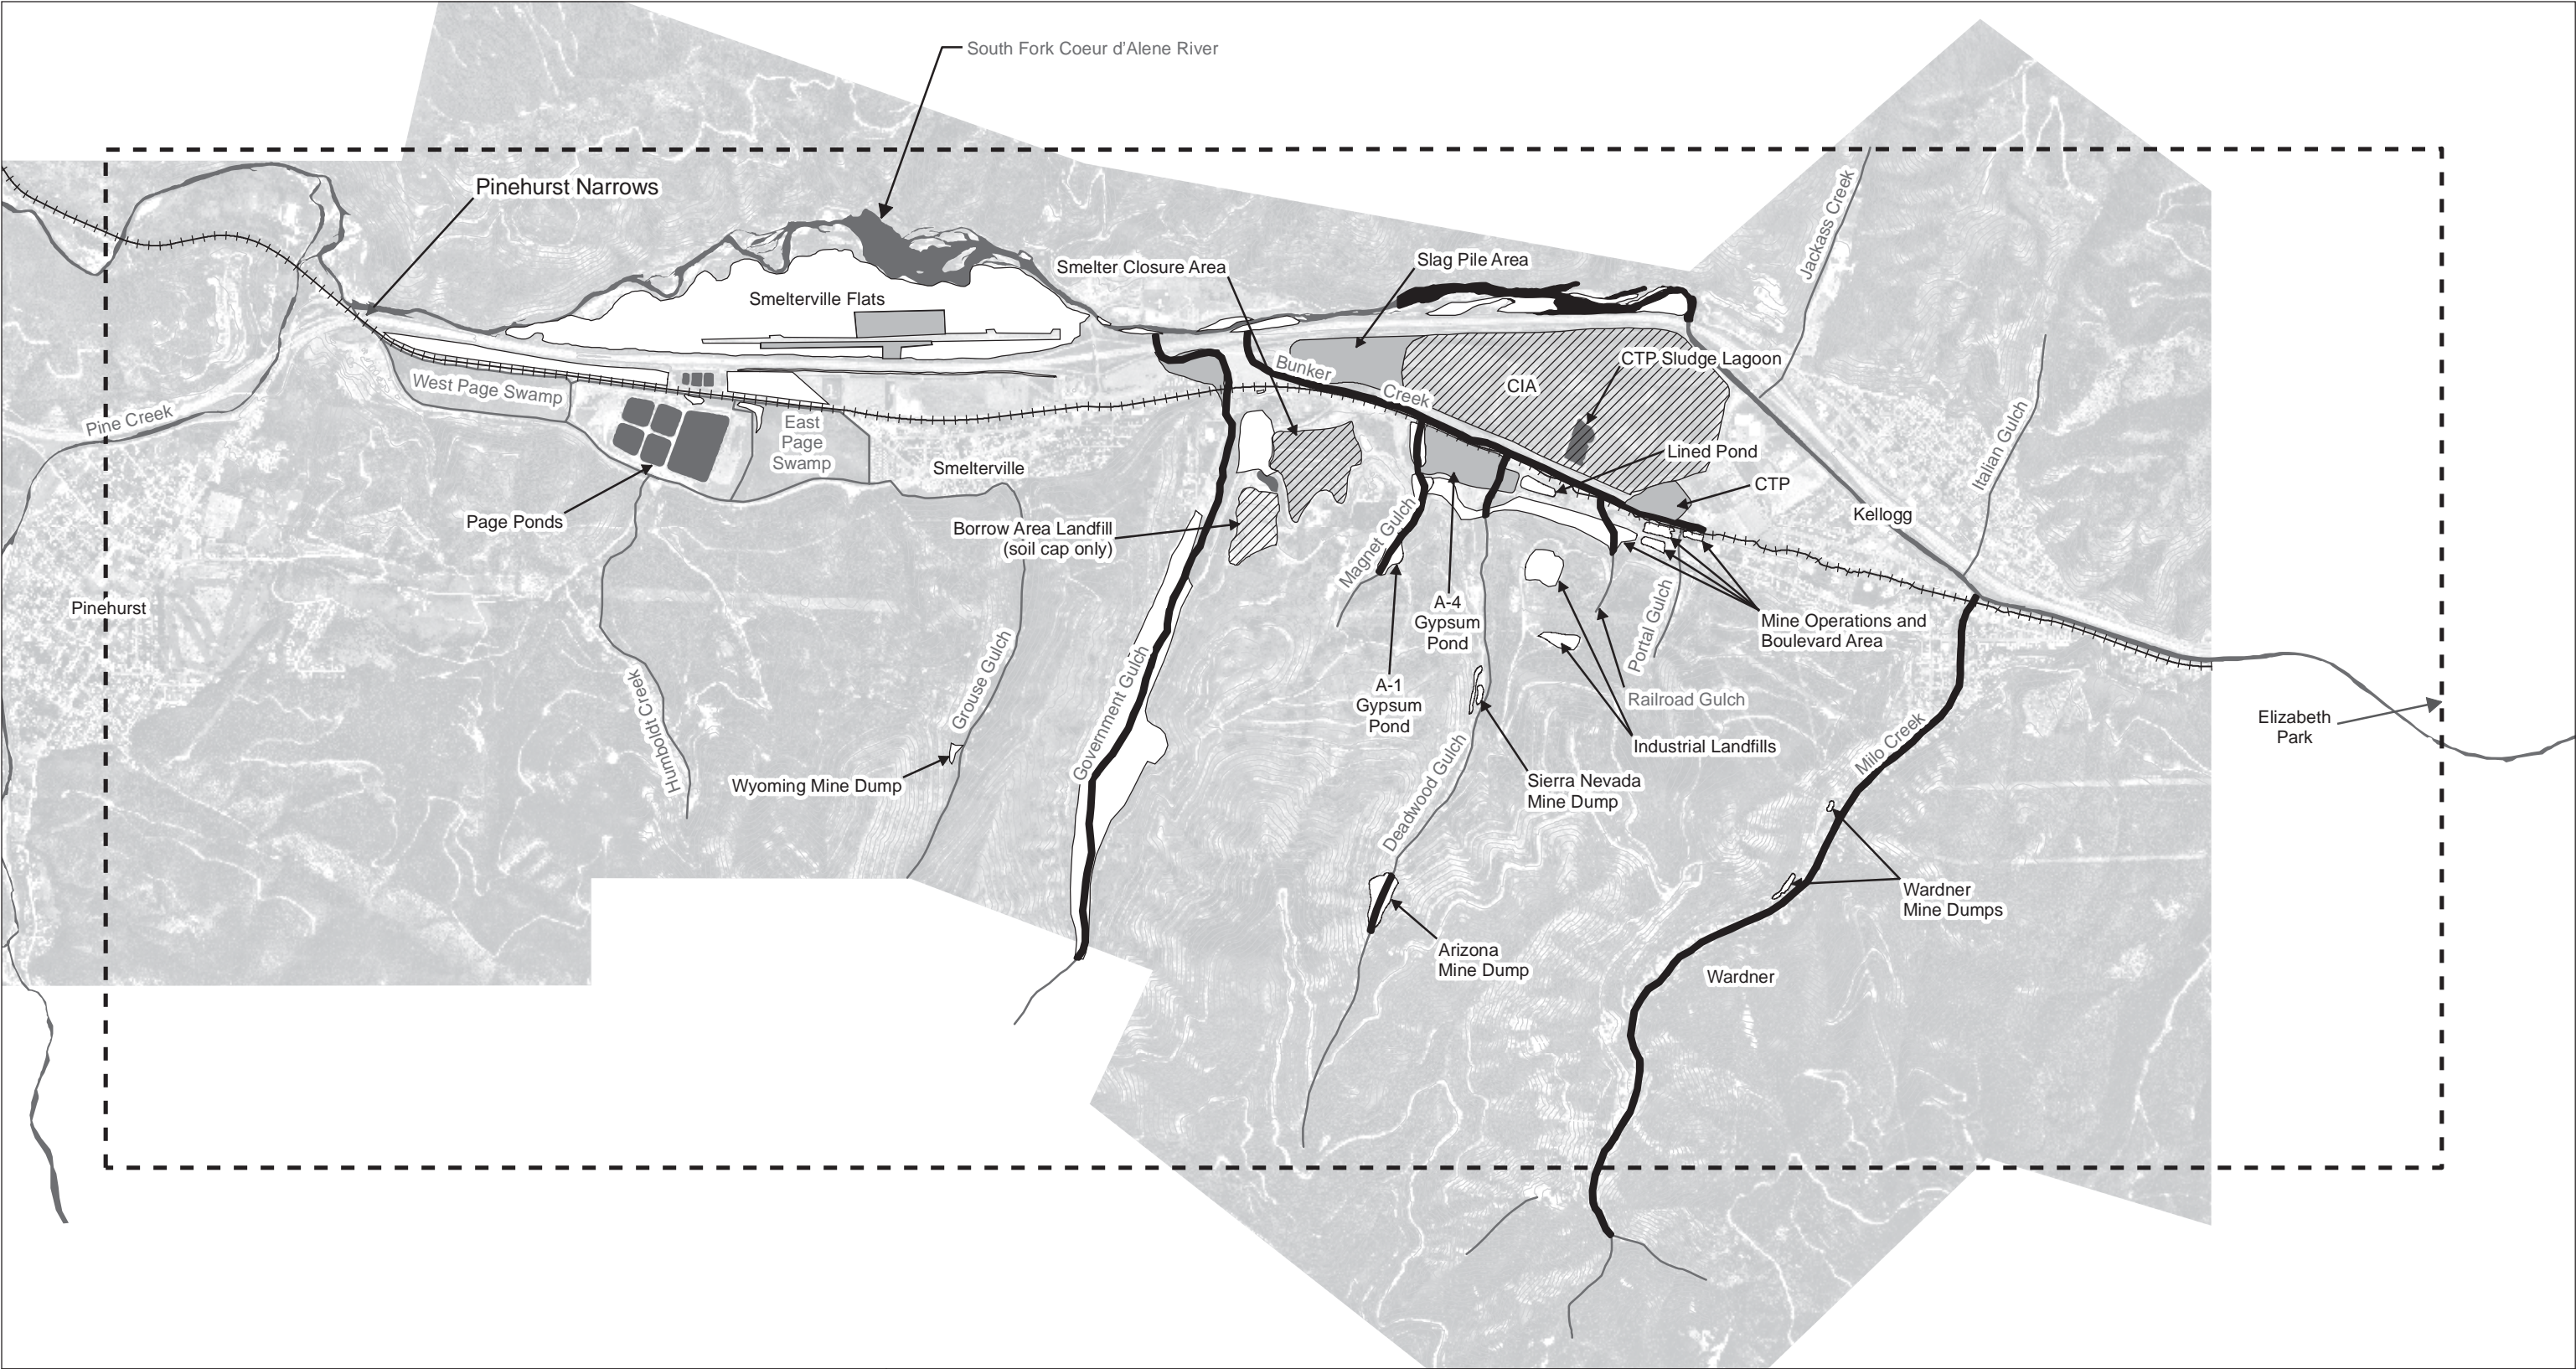 South Fork Coeur d'Alene River
Pinehurst Narrows
Jackass Creek
Slag Pile Area
Smelter Closure Area
Smelterville Flats
CTP Sludge Lagoon
Bunker
Creek
CIA
West Page Swamp
Pine Creek
East
Page
Swamp
Italian Gulch
Lined Pond
Smelterville
CTP
Kellogg
Page Ponds
Borrow Area Landfill
(soil cap only)
Magnet Gulch
Pinehurst
A-4
Gypsum
Pond
Portal Gulch
Mine Operations and
Boulevard Area
Grouse Gulch
Government Gulch
Humboldt Creek
A-1
Gypsum
Pond
Railroad Gulch
Elizabeth
Park
Milo Creek
Industrial Landfills
Wyoming Mine Dump
Deadwood Gulch
Sierra Nevada
Mine Dump
Wardner
Mine Dumps
Arizona
Mine Dump
Wardner